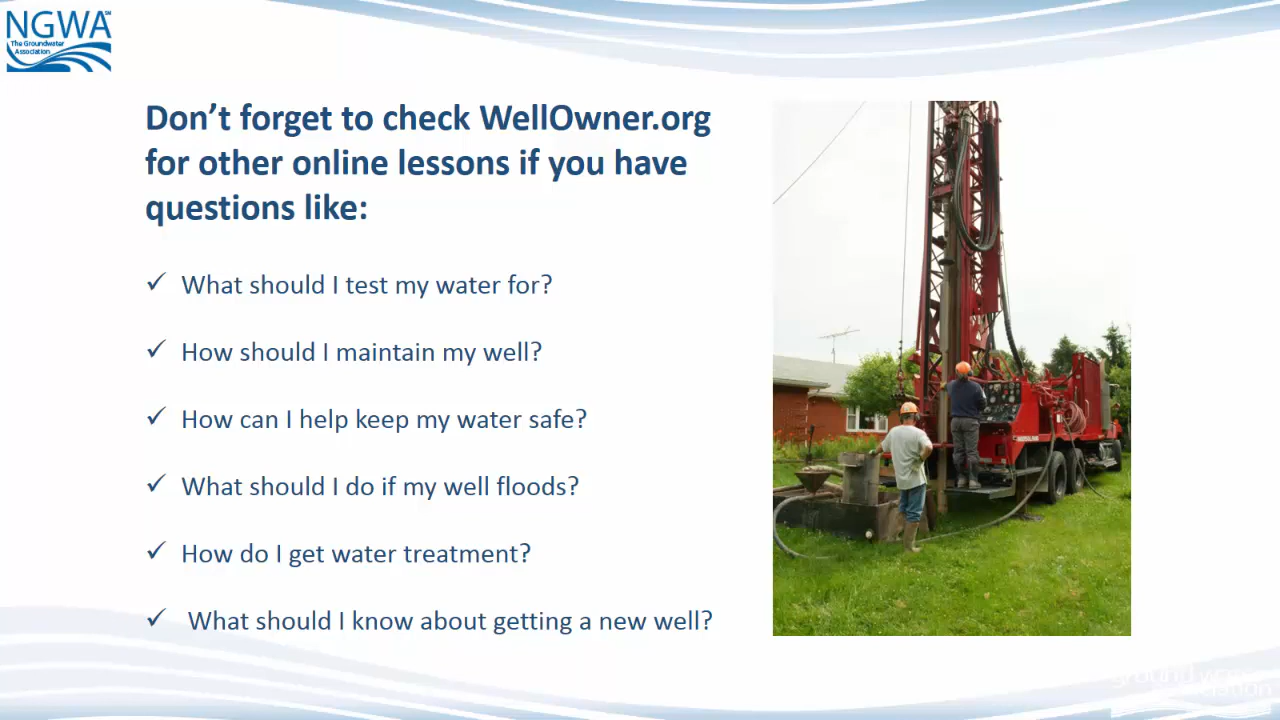 NGWA
The Groundwater
Association
Don't forget to check WellOwner.org
for other online lessons if you have
questions like:
✓ What should I test my water for?
✓ How should I maintain my well?
✓ How can I help keep my water safe?
✓ What should I do if my well floods?
✓ How do I get water treatment?
✓ What should I know about getting a new well?